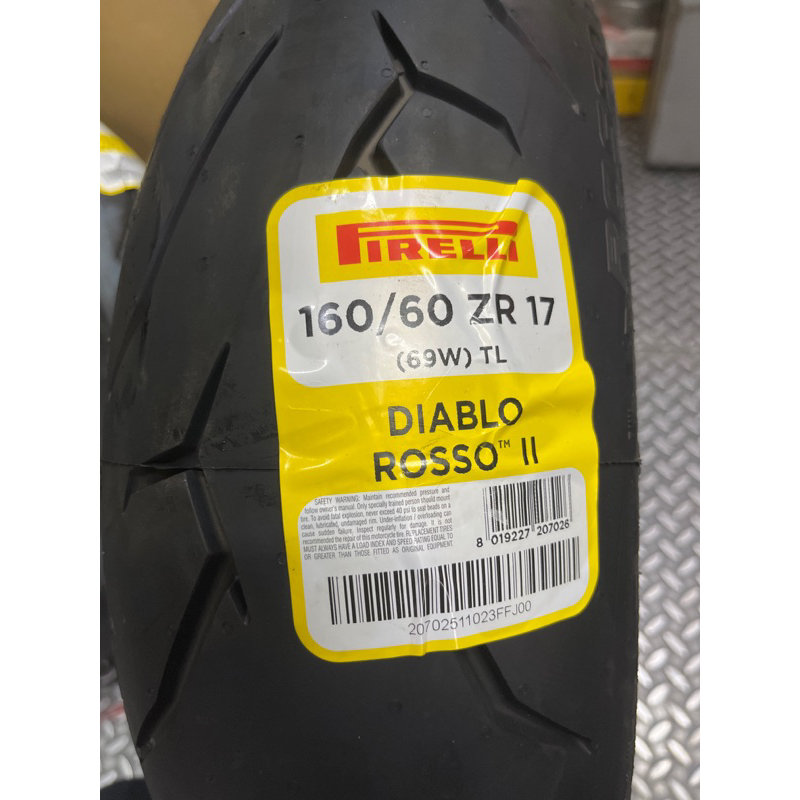 PIRELLI
160/60 ZR 17
(69W) TL
DIABLO
ROSSO™ II
SAFETY WARNING: Maintain recommended pressure and
follow owner's manual. Only specially trained person should mount
tire. To avoid fatal explosion, never exceed 40 psi to seat beads on a
clean, lubricated, undamaged rim. Under-inflation / overloading can
cause sudden failure. Inspect regularly for damage. It is not
recommended the repair of this motorcycle tire. REPLACEMENT TIRES
MUST ALWAYS HAVE A LOAD INDEX AND SPEED RATING EQUAL TO
OR GREATER THAN THOSE FITTED AS ORIGINAL EQUIPMENT.
8 019227 207026
20702511023FFJ00